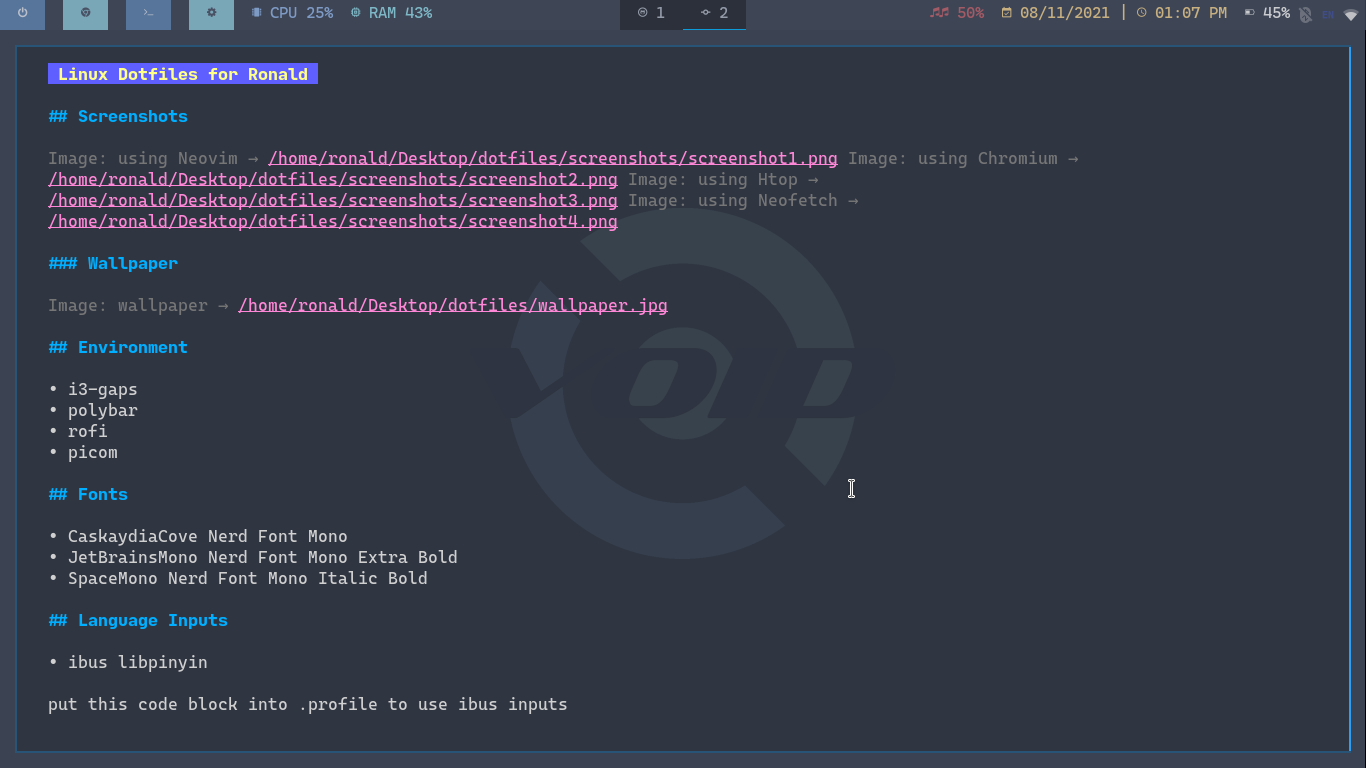 CPU 25% RAM 43% 1 2 50% 08/11/2021 | 01:07 PM 45% EN
Linux Dotfiles for Ronald
## Screenshots
Image: using Neovim → /home/ronald/Desktop/dotfiles/screenshots/screenshot1.png Image: using Chromium →
/home/ronald/Desktop/dotfiles/screenshots/screenshot2.png Image: using Htop →
/home/ronald/Desktop/dotfiles/screenshots/screenshot3.png Image: using Neofetch →
/home/ronald/Desktop/dotfiles/screenshots/screenshot4.png
### Wallpaper
Image: wallpaper → /home/ronald/Desktop/dotfiles/wallpaper.jpg
## Environment
• i3-gaps
• polybar
• rofi
• picom
VOID
## Fonts
• CaskaydiaCove Nerd Font Mono
• JetBrainsMono Nerd Font Mono Extra Bold
• SpaceMono Nerd Font Mono Italic Bold
## Language Inputs
• ibus libpinyin
put this code block into .profile to use ibus inputs